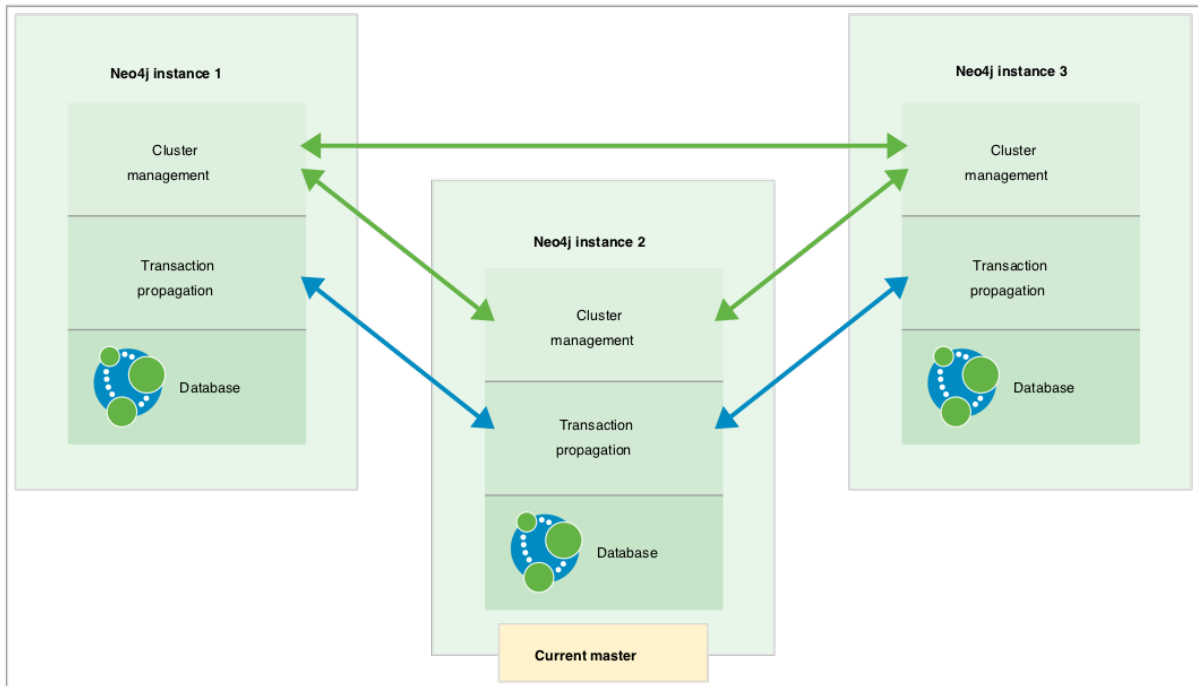 Neo4j instance 1
Cluster
management
Transaction
propagation
Database
Neo4j instance 2
Cluster
management
Transaction
propagation
Database
Current master
Neo4j instance 3
Cluster
management
Transaction
propagation
Database